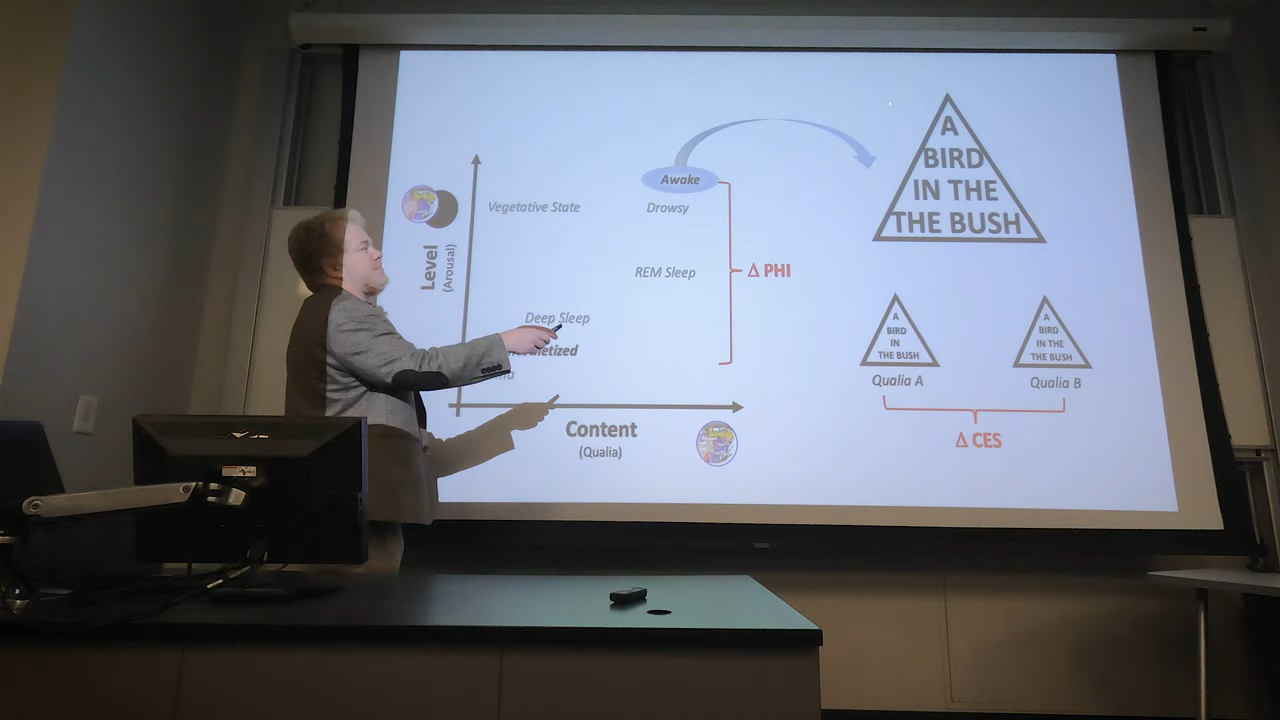 A
BIRD
IN THE
THE BUSH
Awake
Vegetative State
Drowsy
Level
(Arousal)
REM Sleep
Δ PHI
Deep Sleep
A
BIRD
IN
THE BUSH
A
BIRD
IN THE
THE BUSH
Qualia A
Qualia B
Content
(Qualia)
Δ CES